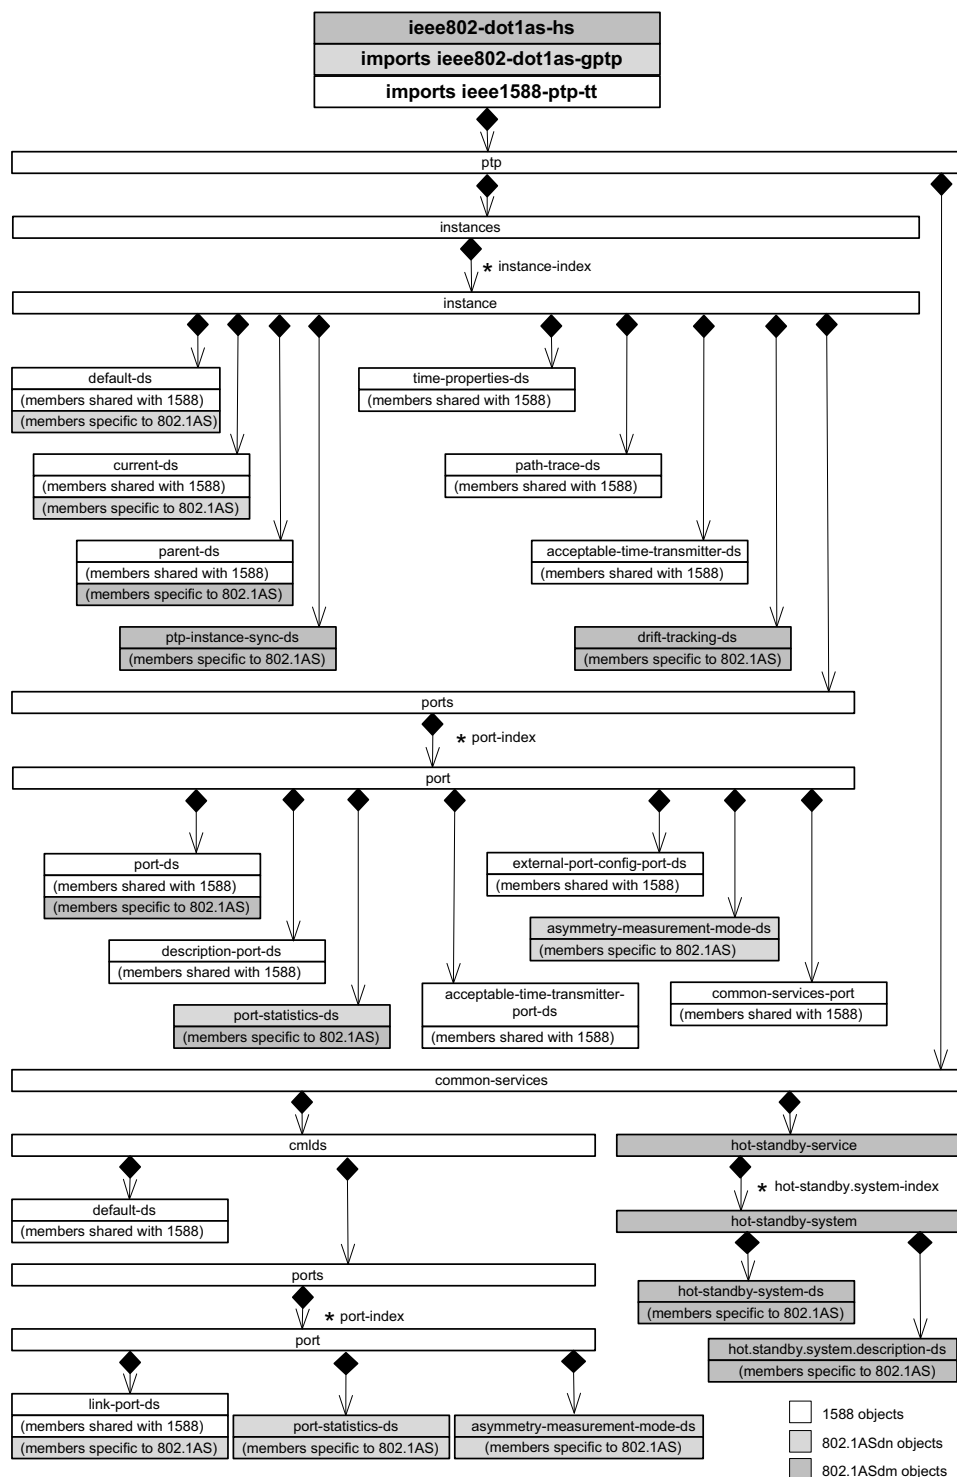 ieee802-dot1as-hs
imports ieee802-dot1as-gptp
imports ieee1588-ptp-tt
ptp
instances
* instance-index
instance
default-ds
(members shared with 1588)
(members specific to 802.1AS)
time-properties-ds
(members shared with 1588)
current-ds
(members shared with 1588)
(members specific to 802.1AS)
path-trace-ds
(members shared with 1588)
parent-ds
(members shared with 1588)
(members specific to 802.1AS)
acceptable-time-transmitter-ds
(members shared with 1588)
ptp-instance-sync-ds
(members specific to 802.1AS)
drift-tracking-ds
(members specific to 802.1AS)
ports
* port-index
port
port-ds
(members shared with 1588)
(members specific to 802.1AS)
external-port-config-port-ds
(members shared with 1588)
description-port-ds
(members shared with 1588)
asymmetry-measurement-mode-ds
(members specific to 802.1AS)
port-statistics-ds
(members specific to 802.1AS)
acceptable-time-transmitter-
port-ds
(members shared with 1588)
common-services-port
(members shared with 1588)
common-services
cmlds
hot-standby-service
default-ds
(members shared with 1588)
* hot-standby.system-index
hot-standby-system
ports
hot-standby-system-ds
(members specific to 802.1AS)
* port-index
port
hot.standby.system.description-ds
(members specific to 802.1AS)
link-port-ds
(members shared with 1588)
(members specific to 802.1AS)
port-statistics-ds
(members specific to 802.1AS)
asymmetry-measurement-mode-ds
(members specific to 802.1AS)
1588 objects
802.1ASdn objects
802.1ASdm objects